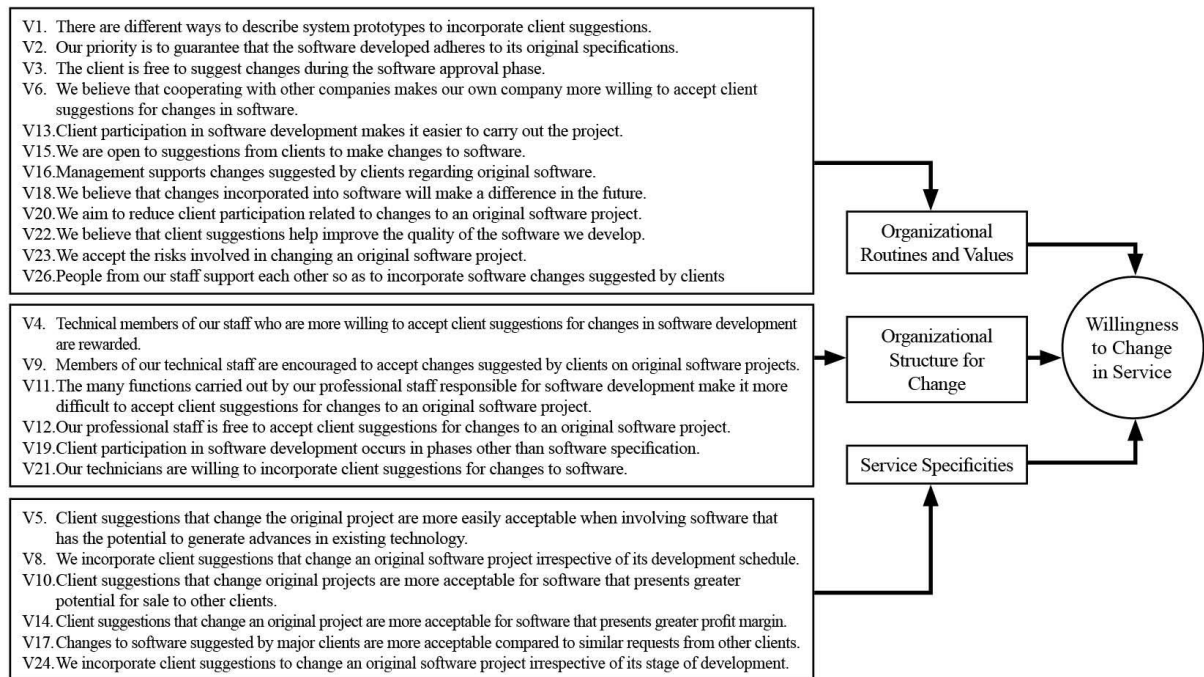 V1. There are different ways to describe system prototypes to incorporate client suggestions.
V2. Our priority is to guarantee that the software developed adheres to its original specifications.
V3. The client is free to suggest changes during the software approval phase.
V6. We believe that cooperating with other companies makes our own company more willing to accept client
suggestions for changes in software.
V13.Client participation in software development makes it easier to carry out the project.
V15.We are open to suggestions from clients to make changes to software.
V16.Management supports changes suggested by clients regarding original software.
V18.We believe that changes incorporated into software will make a difference in the future.
V20.We aim to reduce client participation related to changes to an original software project.
V22.We believe that client suggestions help improve the quality of the software we develop.
V23.We accept the risks involved in changing an original software project.
V26.People from our staff support each other so as to incorporate software changes suggested by clients
V4. Technical members of our staff who are more willing to accept client suggestions for changes in software development
are rewarded.
V9. Members of our technical staff are encouraged to accept changes suggested by clients on original software projects.
V11.The many functions carried out by our professional staff responsible for software development make it more
difficult to accept client suggestions for changes to an original software project.
V12.Our professional staff is free to accept client suggestions for changes to an original software project.
V19.Client participation in software development occurs in phases other than software specification.
V21.Our technicians are willing to incorporate client suggestions for changes to software.
V5. Client suggestions that change the original project are more easily acceptable when involving software that
has the potential to generate advances in existing technology.
V8. We incorporate client suggestions that change an original software project irrespective of its development schedule.
V10.Client suggestions that change original projects are more acceptable for software that presents greater
potential for sale to other clients.
V14.Client suggestions that change an original project are more acceptable for software that presents greater profit margin.
V17.Changes to software suggested by major clients are more acceptable compared to similar requests from other clients.
V24.We incorporate client suggestions to change an original software project irrespective of its stage of development.
Organizational
Routines and Values
Organizational
Structure for
Change
Service Specificities
Willingness
to Change
in Service